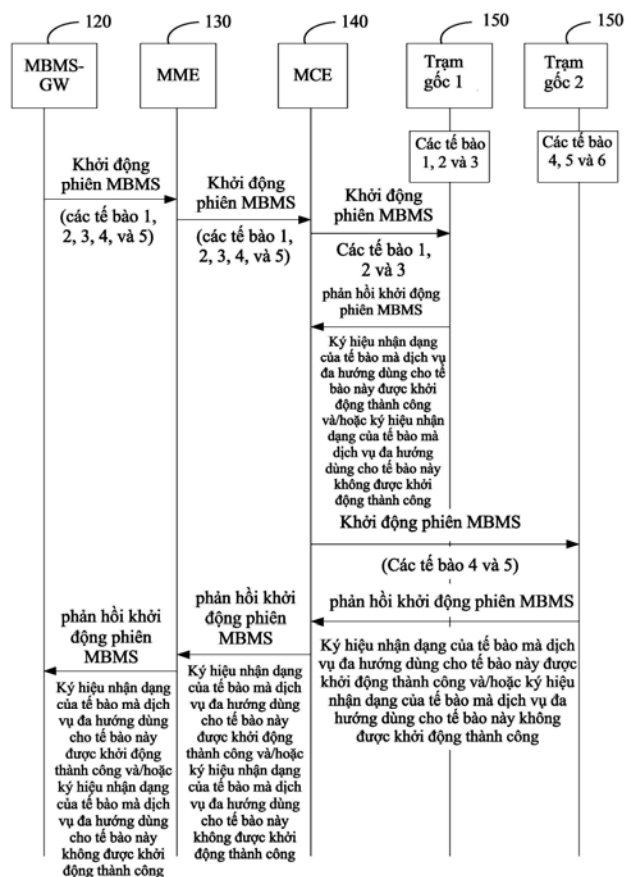 120
130
140
150
150
MBMS-
GW
MME
MCE
Trạm
gốc 1
Trạm
gốc 2
Các tế bào
1, 2 và 3
Các tế bào
4, 5 và 6
Khởi động
phiên MBMS
(các tế bào 1,
2, 3, 4, và 5)
Khởi động
phiên MBMS
(các tế bào 1,
2, 3, 4, và 5)
Khởi động
phiên MBMS
Các tế bào 1,
2 và 3
phản hồi khởi động
phiên MBMS
Ký hiệu nhận dạng
của tế bào mà dịch vụ
đa hướng dùng cho tế
bào này được khởi
động thành công
và/hoặc ký hiệu nhận
dạng của tế bào mà
dịch vụ đa hướng
dùng cho tế bào này
không được khởi
động thành công
Khởi động phiên MBMS
(Các tế bào 4 và 5)
phản hồi khởi động phiên MBMS
Ký hiệu nhận dạng của tế bào mà dịch
vụ đa hướng dùng cho tế bào này được
khởi động thành công và/hoặc ký hiệu
nhận dạng của tế bào mà dịch vụ đa
hướng dùng cho tế bào này không
được khởi động thành công
phản hồi khởi
động phiên
MBMS
Ký hiệu nhận dạng
của tế bào mà dịch
vụ đa hướng dùng
cho tế bào này
được khởi động
thành công và/hoặc
ký hiệu nhận dạng
của tế bào mà dịch
vụ đa hướng dùng
cho tế bào này
không được khởi
động thành công
phản hồi khởi
động phiên
MBMS
Ký hiệu nhận dạng
của tế bào mà dịch
vụ đa hướng dùng
cho tế bào này
được khởi động
thành công và/hoặc
ký hiệu nhận dạng
của tế bào mà dịch
vụ đa hướng dùng
cho tế bào này
không được khởi
động thành công